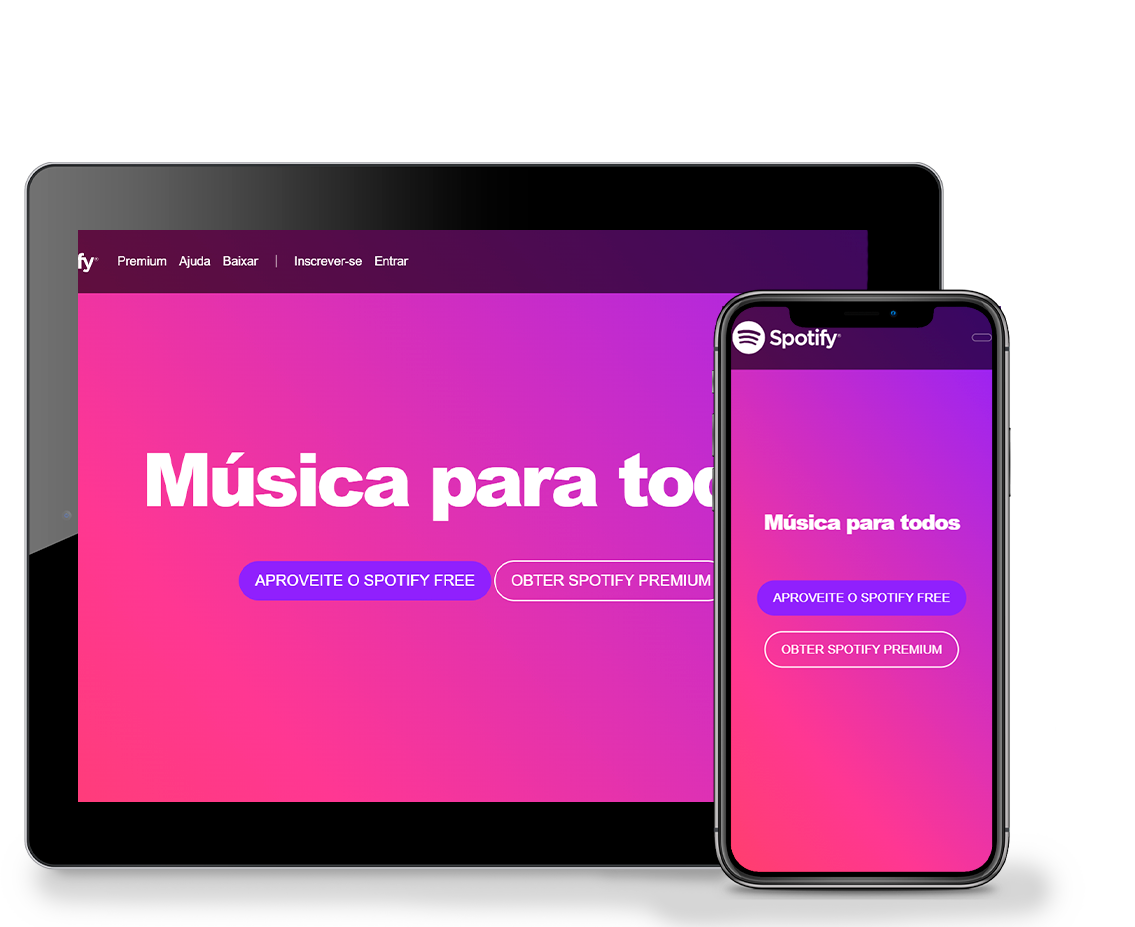 fy
Premium Ajuda Baixar | Inscrever-se Entrar
Música para tod
APROVEITE O SPOTIFY FREE
OBTER SPOTIFY PREMIUM
Spotify
Música para todos
APROVEITE O SPOTIFY FREE
OBTER SPOTIFY PREMIUM